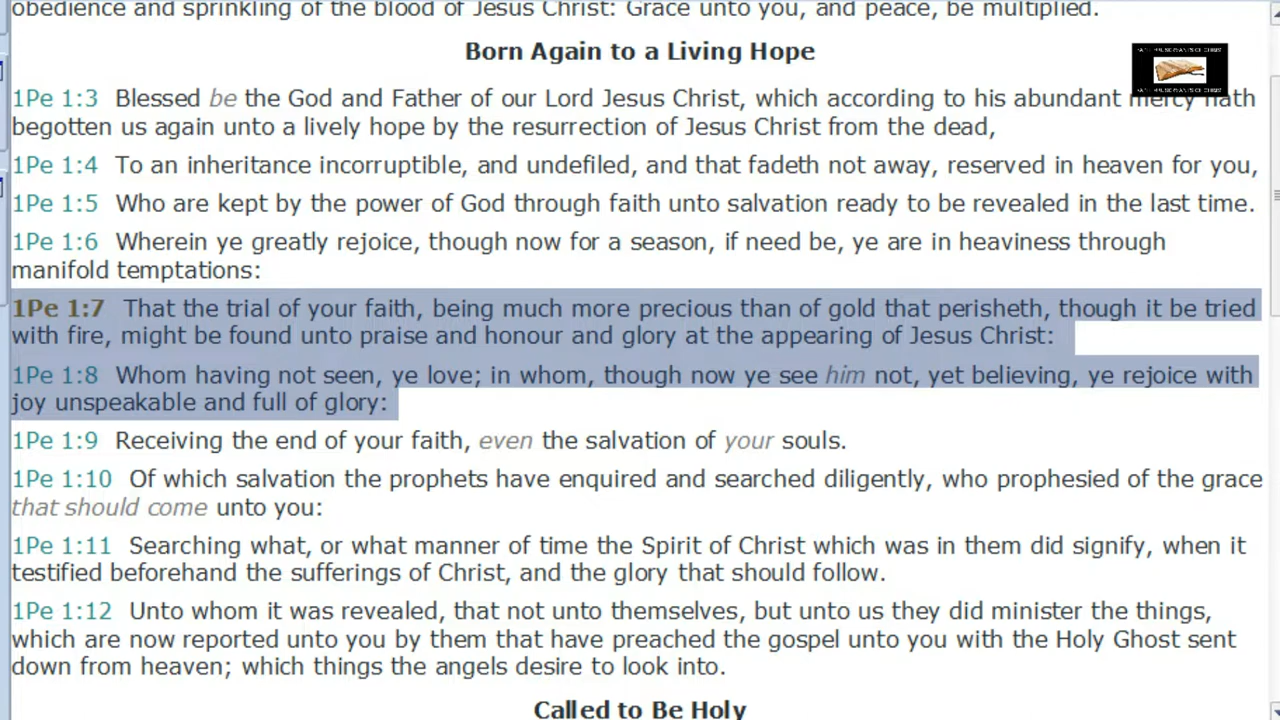 obedience and sprinkling of the blood of Jesus Christ: Grace unto you, and peace, be multiplied.
Born Again to a Living Hope
1Pe 1:3 Blessed be the God and Father of our Lord Jesus Christ, which according to his abundant mercy hath
begotten us again unto a lively hope by the resurrection of Jesus Christ from the dead,
1Pe 1:4 To an inheritance incorruptible, and undefiled, and that fadeth not away, reserved in heaven for you,
1Pe 1:5 Who are kept by the power of God through faith unto salvation ready to be revealed in the last time.
1Pe 1:6 Wherein ye greatly rejoice, though now for a season, if need be, ye are in heaviness through
manifold temptations:
1Pe 1:7 That the trial of your faith, being much more precious than of gold that perisheth, though it be tried
with fire, might be found unto praise and honour and glory at the appearing of Jesus Christ:
1Pe 1:8 Whom having not seen, ye love; in whom, though now ye see him not, yet believing, ye rejoice with
joy unspeakable and full of glory:
1Pe 1:9 Receiving the end of your faith, even the salvation of your souls.
1Pe 1:10 Of which salvation the prophets have enquired and searched diligently, who prophesied of the grace
that should come unto you:
1Pe 1:11 Searching what, or what manner of time the Spirit of Christ which was in them did signify, when it
testified beforehand the sufferings of Christ, and the glory that should follow.
1Pe 1:12 Unto whom it was revealed, that not unto themselves, but unto us they did minister the things,
which are now reported unto you by them that have preached the gospel unto you with the Holy Ghost sent
down from heaven; which things the angels desire to look into.
Called to Be Holy